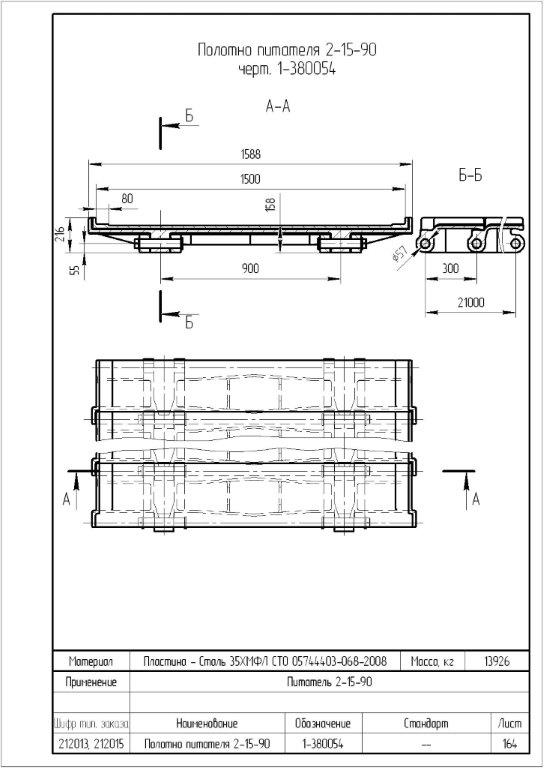 Полотно питателя 2-15-90
черт. 1-380054
А-А
Б
1588
1500
Б-Б
80
158
216
55
ø57
900
300
21000
Б
А
А
Материал Пластина - Сталь 35ХМФЛ СТО 05744403-068-2008 Масса, кг 13926
Применение Питатель 2-15-90
Шифр тип. заказа Наименование Обозначение Стандарт Лист
212013, 212015 Полотно питателя 2-15-90 1-380054 -- 164